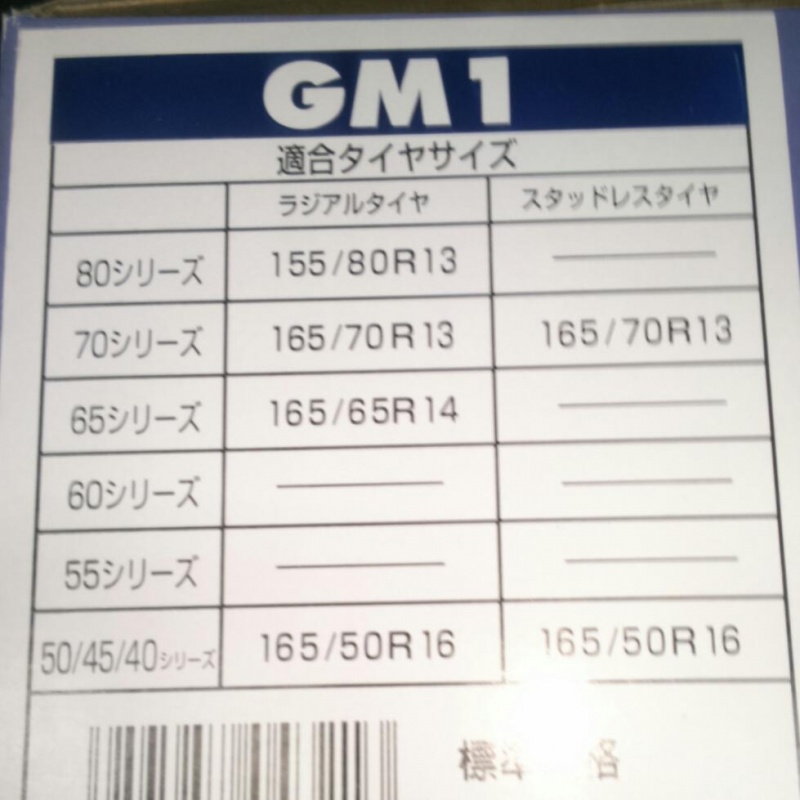 GM1
適合タイヤサイズ
ラジアルタイヤ スタッドレスタイヤ
80シリーズ 155/80R13 ―
70シリーズ 165/70R13 165/70R13
65シリーズ 165/65R14 ―
60シリーズ ― ―
55シリーズ ― ―
50/45/40シリーズ 165/50R16 165/50R16
標準 格